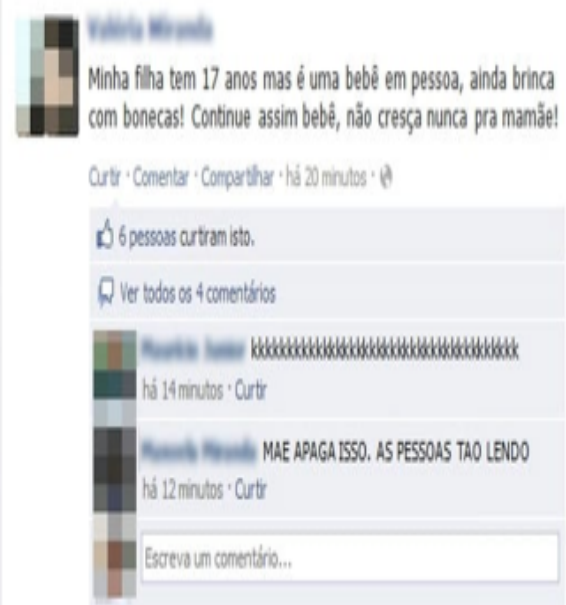 Minha filha tem 17 anos mas é uma bebê em pessoa, ainda brinca
com bonecas! Continue assim bebê, não cresça nunca pra mamãe!
Curtir · Comentar · Compartilhar · há 20 minutos ·
6 pessoas curtiram isto.
Ver todos os 4 comentários
kkkkkkkkkkkkkkkkkkkkkkkkkkkkkkkkkkkkkkkk
há 14 minutos · Curtir
MAE APAGA ISSO. AS PESSOAS TAO LENDO
há 12 minutos · Curtir
Escreva um comentário...